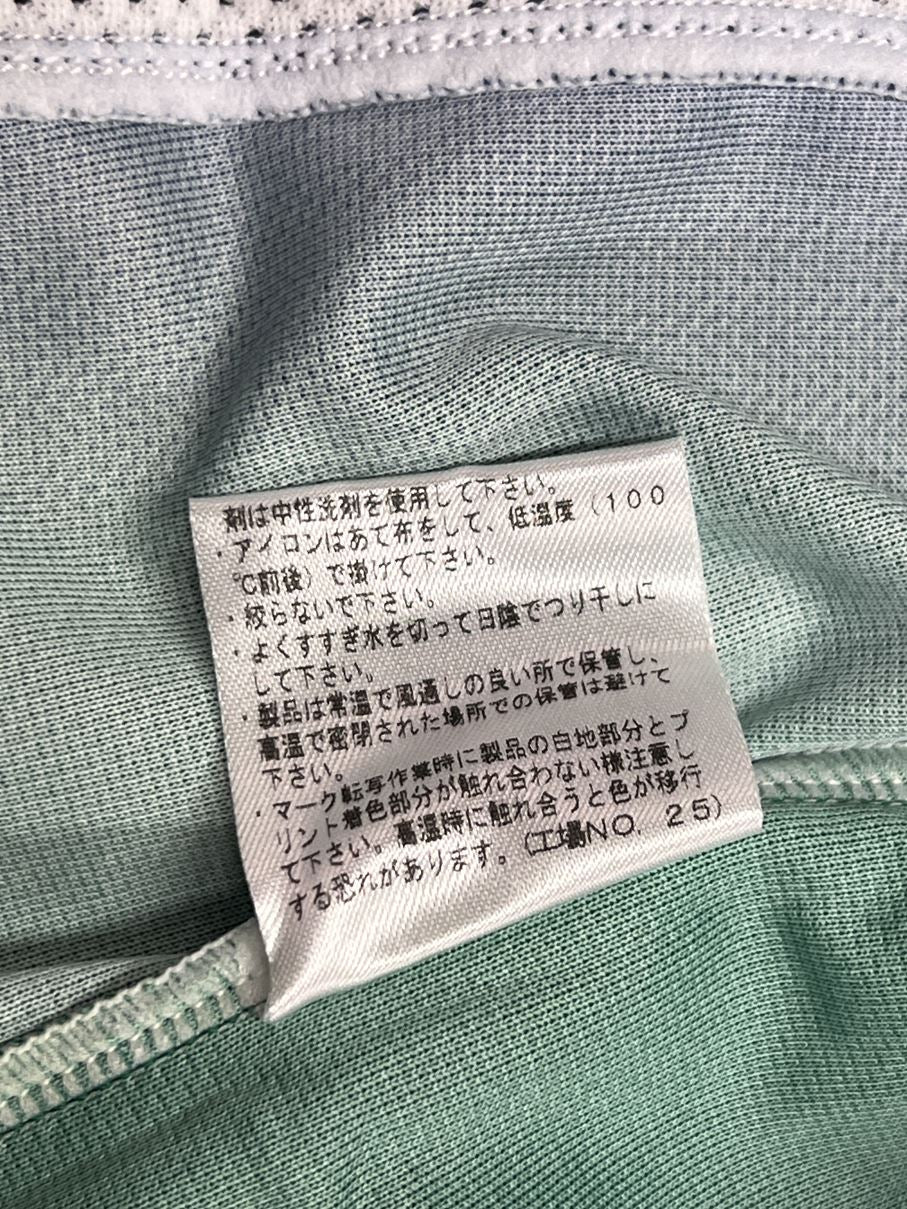 剤は中性洗剤を使用して下さい。
・アイロンはあて布をして、低温度（100
℃前後）で掛けて下さい。
・絞らないで下さい。
・よくすすぎ水を切って日陰でつり干しに
して下さい。
・製品は常温で風通しの良い所で保管し、
高温で密閉された場所での保管は避けて
下さい。
・マーク転写作業時に製品の白地部分とプ
リント着色部分が触れ合わない様注意し
て下さい。高温時に触れ合うと色が移行
する恐れがあります。（工場NO．25）